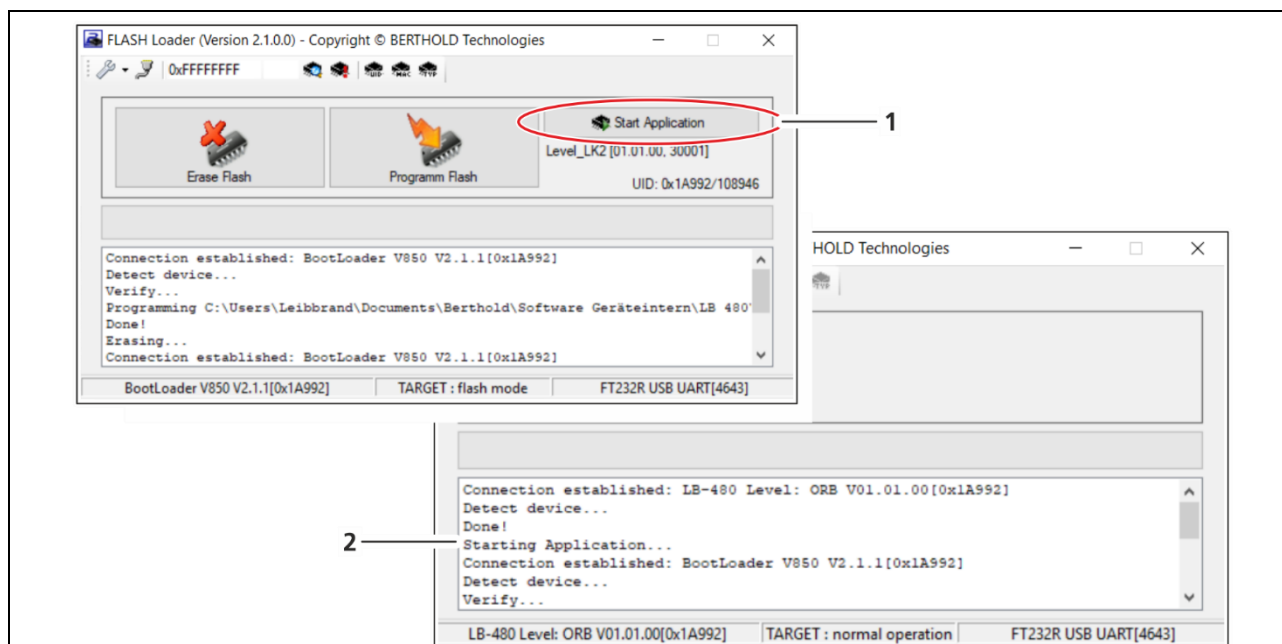 FLASH Loader (Version 2.1.0.0) - Copyright © BERTHOLD Technologies
0xFFFFFFFF UID MAC TYP
Start Application
1
Level_LK2 [01.01.00, 30001]
Erase Flash
Programm Flash
UID: 0x1A992/108946
Connection established: BootLoader V850 V2.1.1[0x1A992]
Detect device...
Verify...
Programming C:\Users\Leibbrand\Documents\Berthold\Software Geräteintern\LB 480
Done!
Erasing...
Connection established: BootLoader V850 V2.1.1[0x1A992]
BootLoader V850 V2.1.1[0x1A992] TARGET : flash mode FT232R USB UART[4643]
HOLD Technologies
TYP
Connection established: LB-480 Level: ORB V01.01.00[0x1A992]
Detect device...
Done!
2
Starting Application...
Connection established: BootLoader V850 V2.1.1[0x1A992]
Detect device...
Verify...
LB-480 Level: ORB V01.01.00[0x1A992] TARGET : normal operation FT232R USB UART[4643]